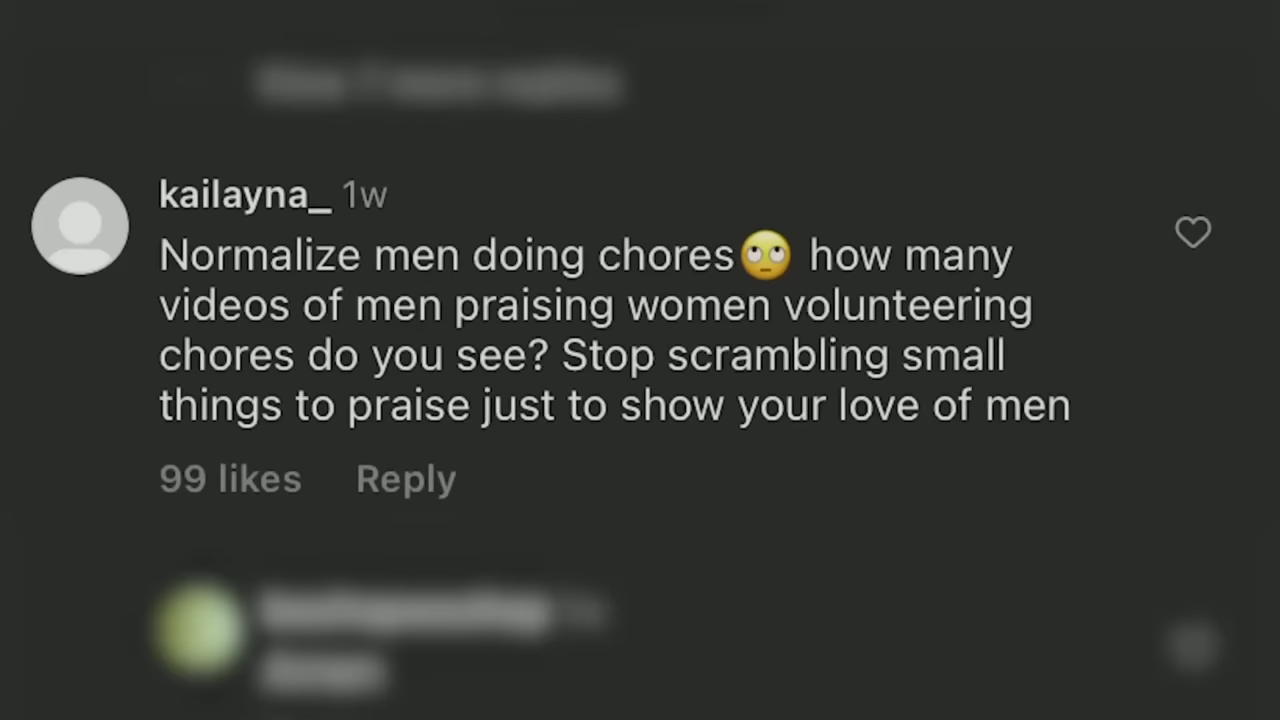 kailayna_ 1w
Normalize men doing chores🙄 how many
videos of men praising women volunteering
chores do you see? Stop scrambling small
things to praise just to show your love of men
99 likes Reply